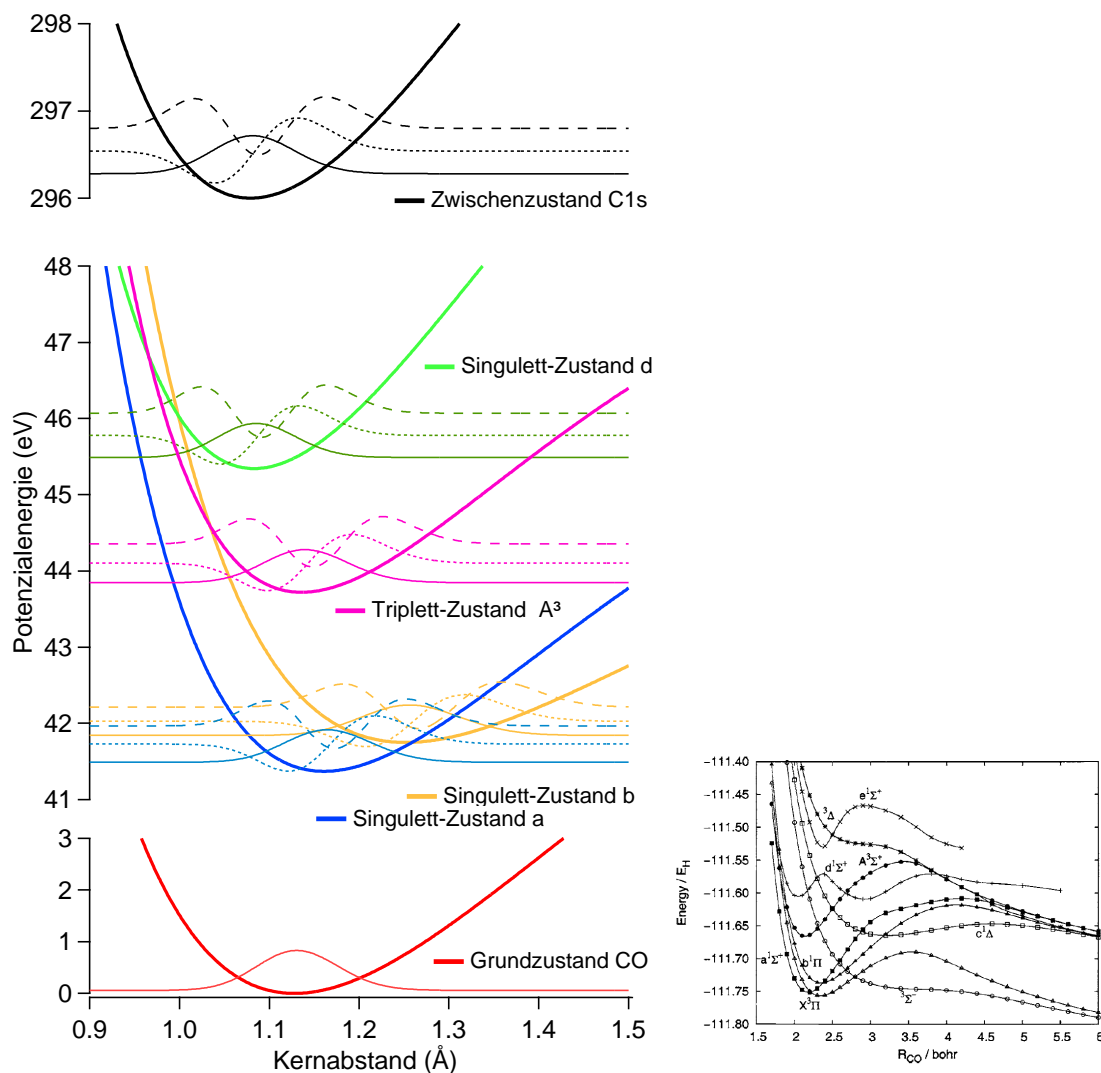 298
297
296
Zwischenzustand C1s
48
47
46
45
44
43
42
41
Potenzialenergie (eV)
Singulett-Zustand d
Triplett-Zustand A³
Singulett-Zustand b
Singulett-Zustand a
3
2
1
0
Grundzustand CO
0.9 1.0 1.1 1.2 1.3 1.4 1.5
Kernabstand (Å)
-111.40
-111.45
-111.50
-111.55
-111.60
-111.65
-111.70
-111.75
-111.80
Energy / E_H
e¹Σ⁺
³Δ
d¹Σ⁺
A³Σ⁺
a¹Σ⁺
b¹Π
c¹Δ
X³Π
³Σ⁻
1.5 2 2.5 3 3.5 4 4.5 5 5.5 6
R_CO / bohr